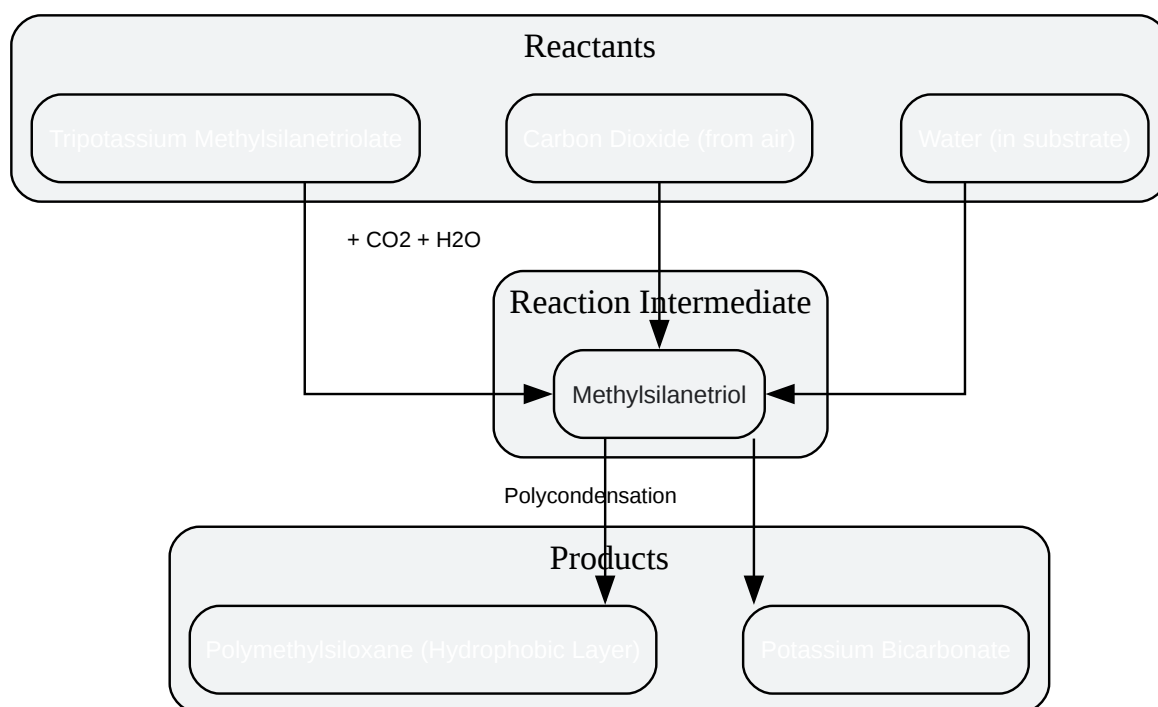 Reactants
Tripotassium Methylsilanetriolate
Carbon Dioxide (from air)
Water (in substrate)
+ CO2 + H2O
Reaction Intermediate
Methylsilanetriol
Polycondensation
Products
Polymethylsiloxane (Hydrophobic Layer)
Potassium Bicarbonate